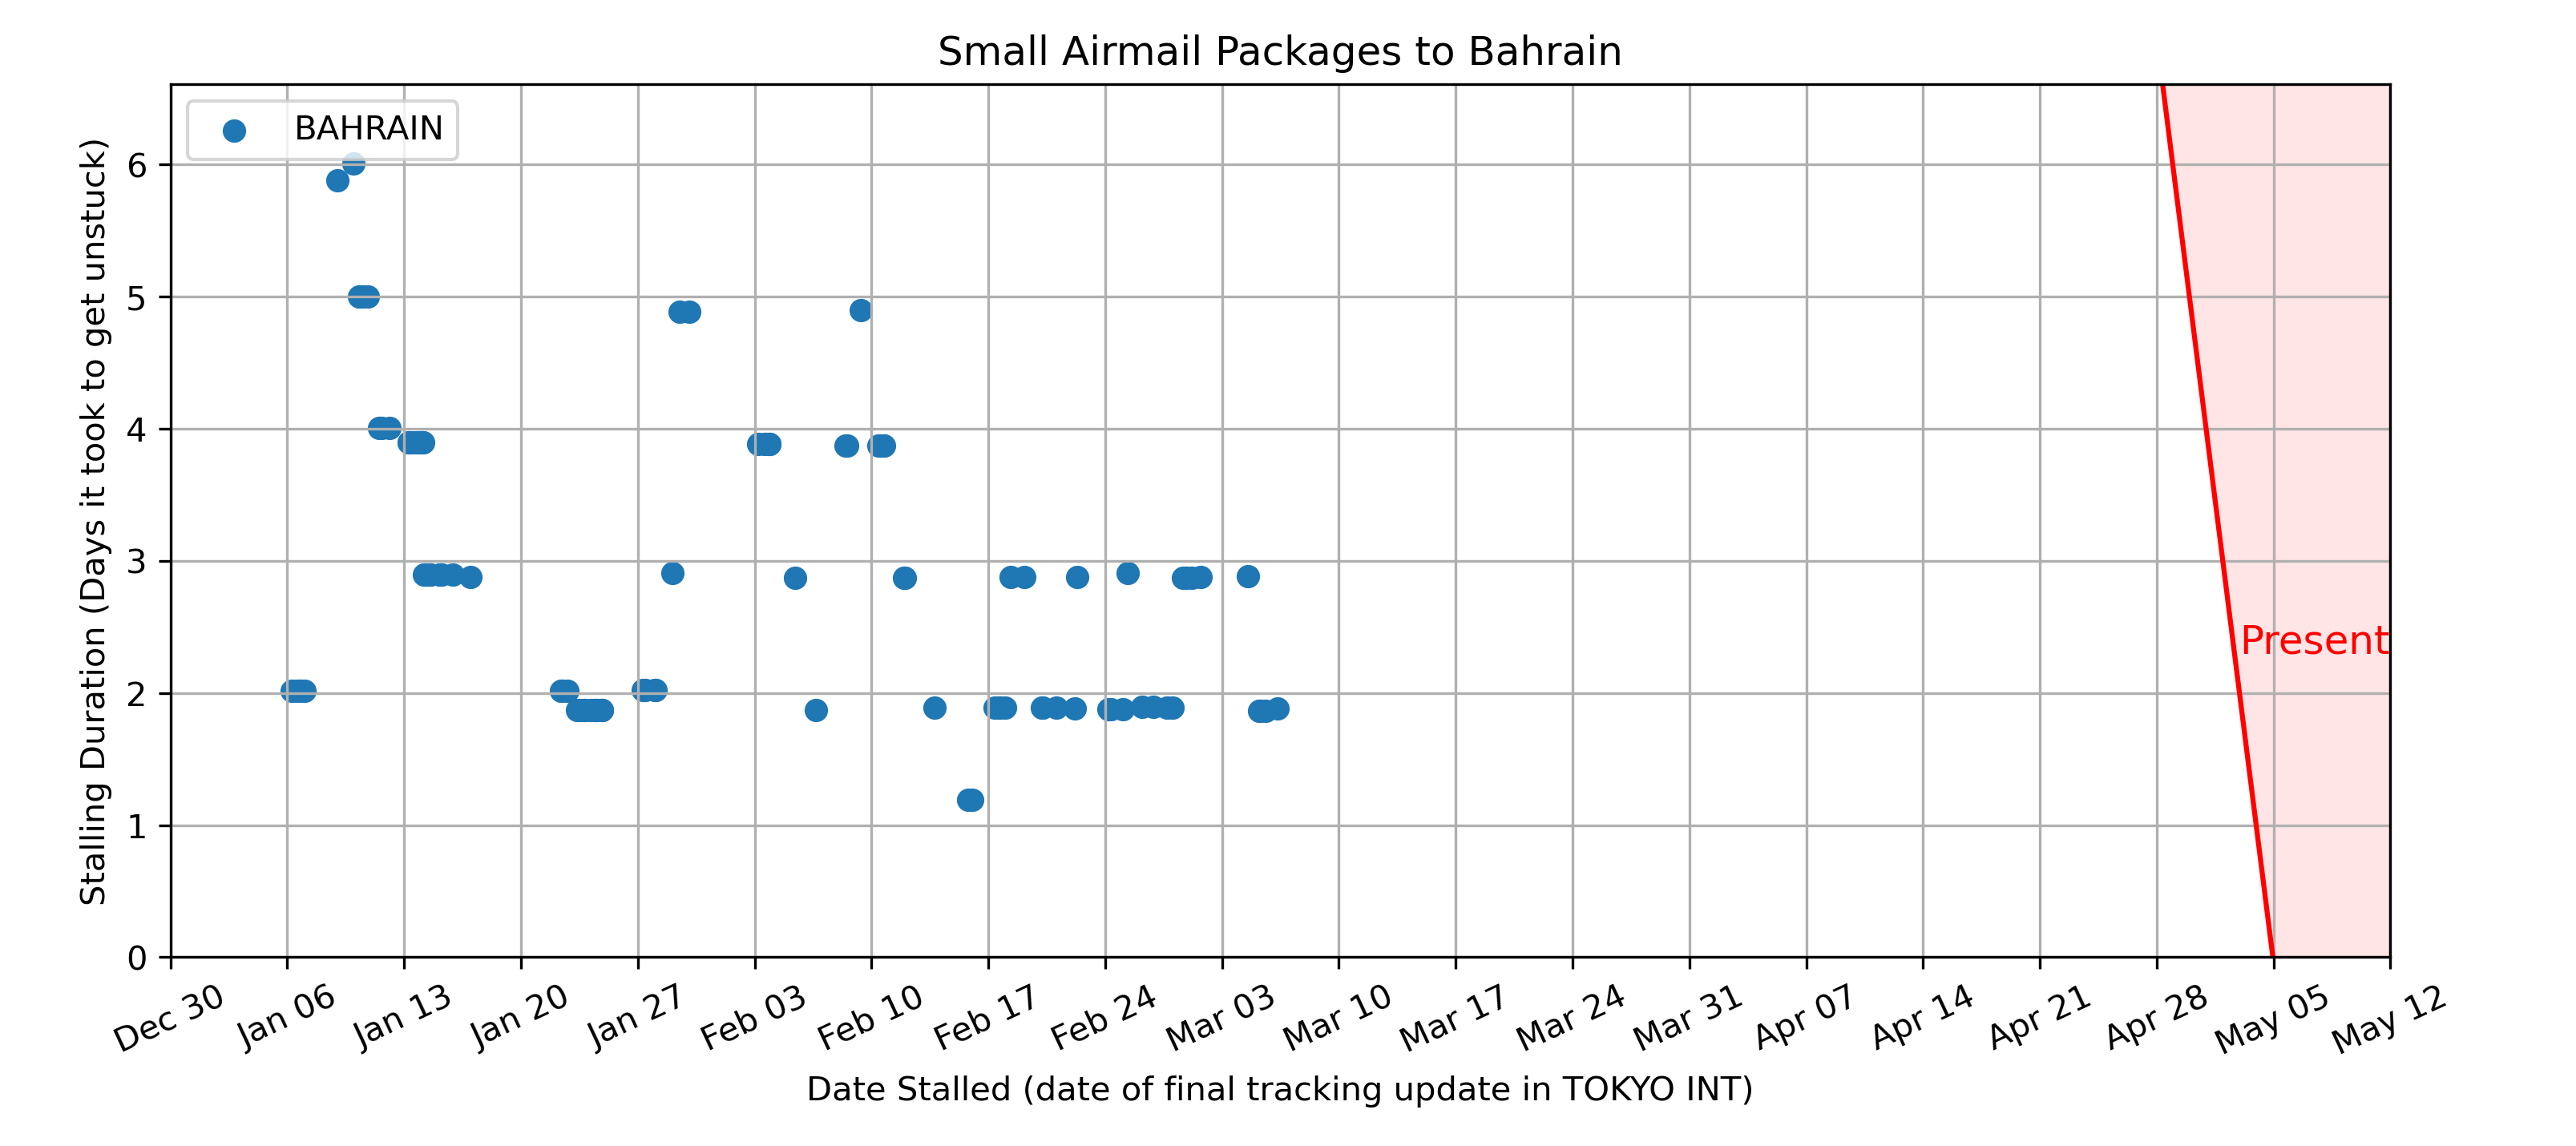 Small Airmail Packages to Bahrain
BAHRAIN
Stalling Duration (Days it took to get unstuck)
6
5
4
3
2
1
0
Present
Dec 30
Jan 06
Jan 13
Jan 20
Jan 27
Feb 03
Feb 10
Feb 17
Feb 24
Mar 03
Mar 10
Mar 17
Mar 24
Mar 31
Apr 07
Apr 14
Apr 21
Apr 28
May 05
May 12
Date Stalled (date of final tracking update in TOKYO INT)